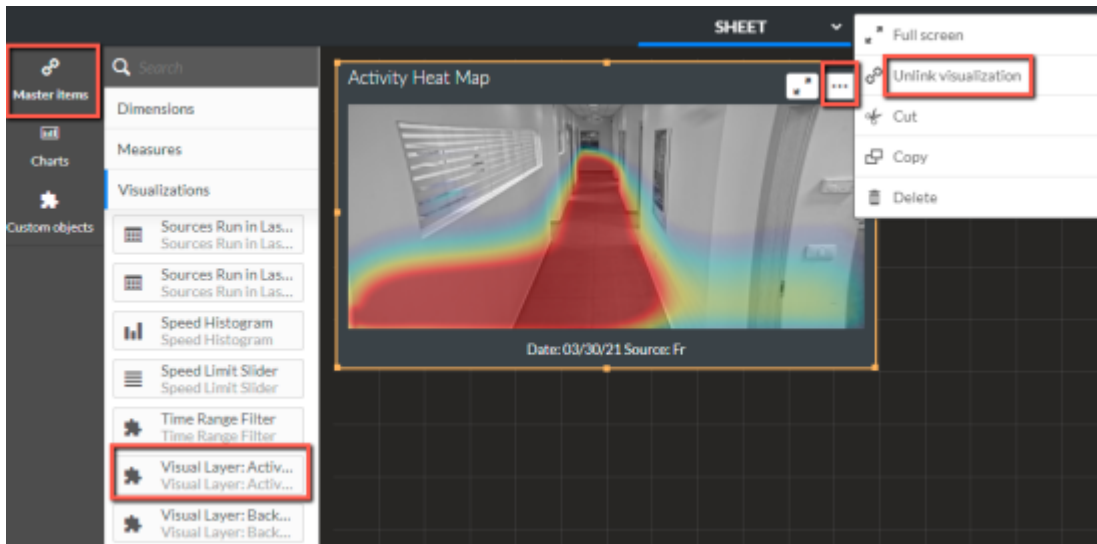 SHEET
Full screen
Unlink visualization
Cut
Copy
Delete
Master items
Charts
Custom objects
Search
Dimensions
Measures
Visualizations
Sources Run in Las...
Sources Run in Las...
Sources Run in Las...
Sources Run in Las...
Speed Histogram
Speed Histogram
Speed Limit Slider
Speed Limit Slider
Time Range Filter
Time Range Filter
Visual Layer: Activ...
Visual Layer: Activ...
Visual Layer: Back...
Visual Layer: Back...
Activity Heat Map
Date: 03/30/21 Source: Fr